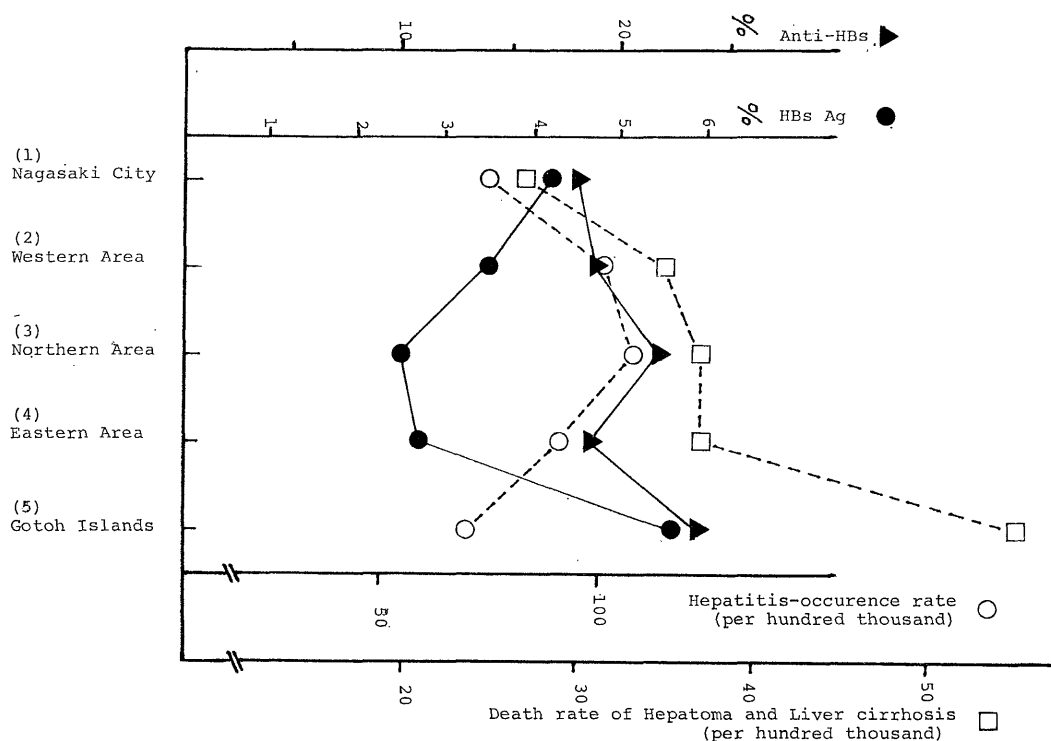 10 20 % Anti-HBs
1 2 3 4 5 6 % HBs Ag
(1)
Nagasaki City
(2)
Western Area
(3)
Northern Area
(4)
Eastern Area
(5)
Gotoh Islands
50 100
Hepatitis-occurence rate
(per hundred thousand)
20 30 40 50
Death rate of Hepatoma and Liver cirrhosis
(per hundred thousand)